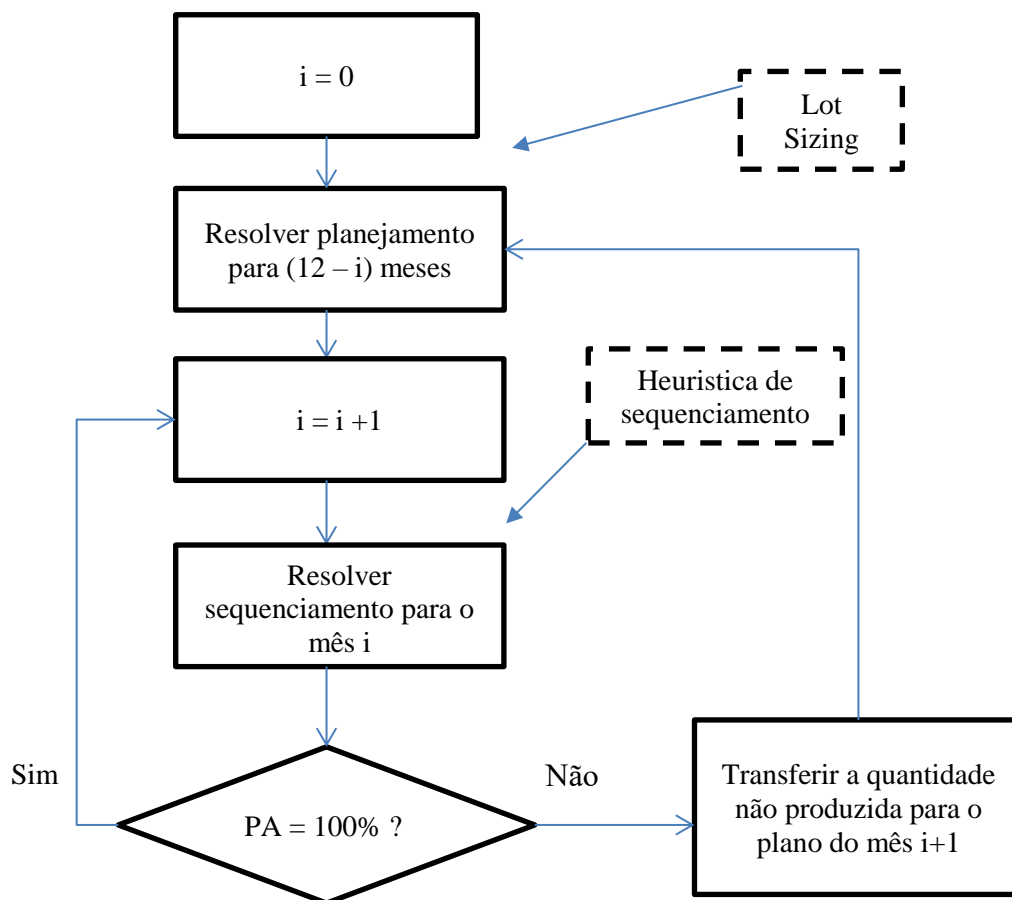 i = 0
Lot
Sizing
Resolver planejamento
para (12 – i) meses
Heuristica de
sequenciamento
i = i +1
Resolver
sequenciamento para o
mês i
Sim
PA = 100% ?
Não
Transferir a quantidade
não produzida para o
plano do mês i+1